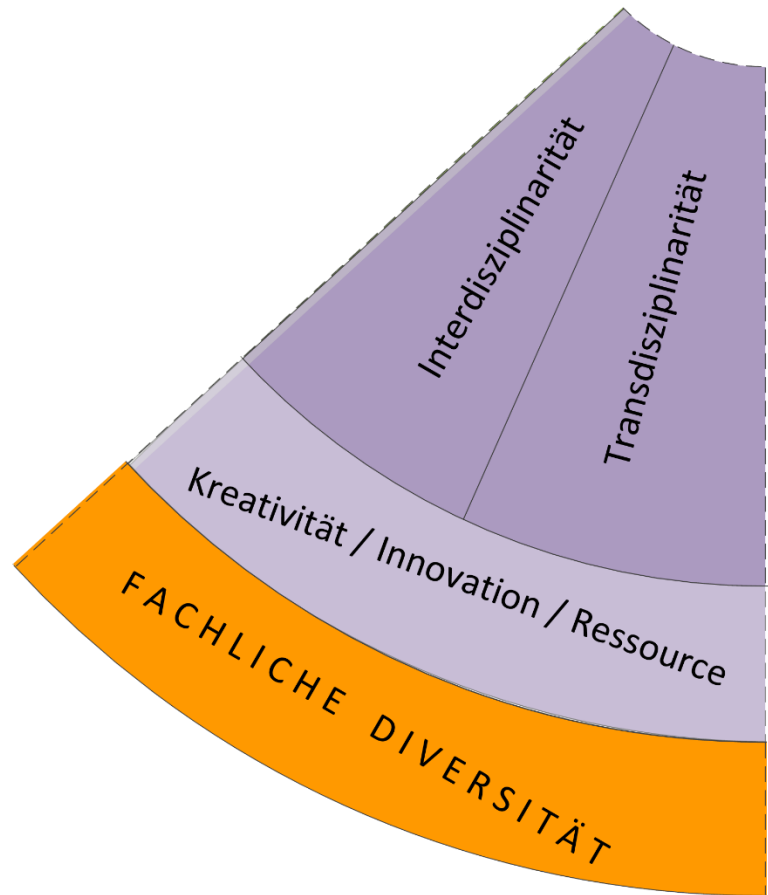 Interdisziplinarität
Transdisziplinarität
Kreativität / Innovation / Ressource
FACHLICHE DIVERSITÄT